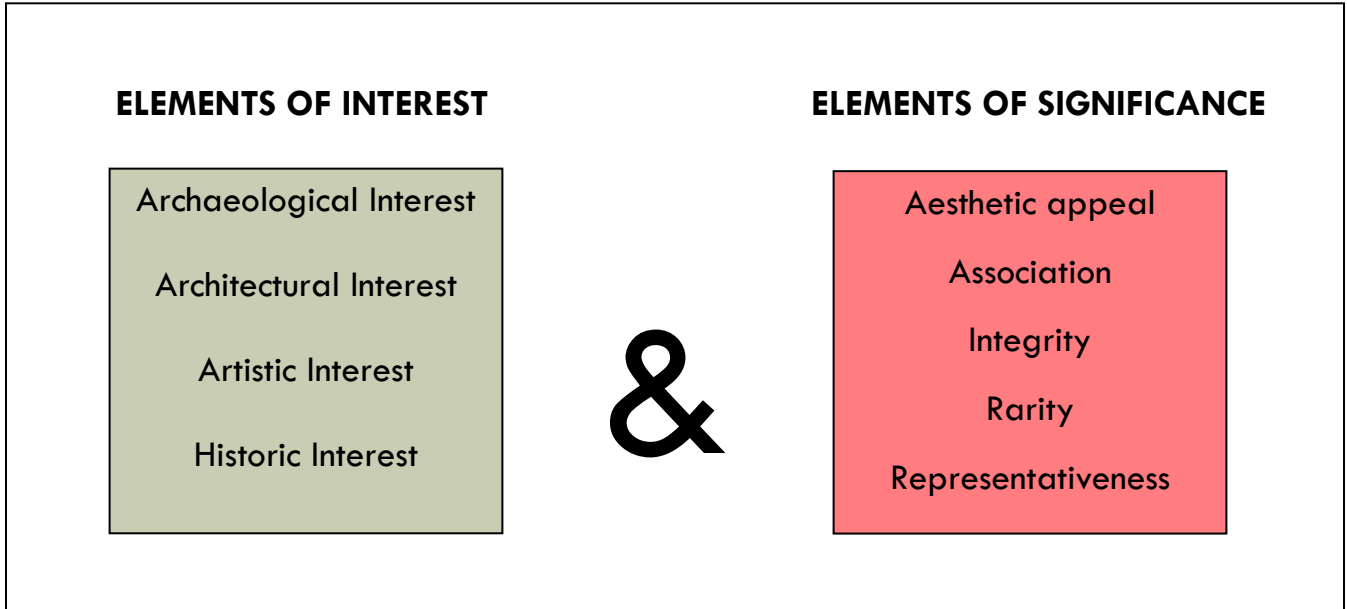 ELEMENTS OF INTEREST
Archaeological Interest
Architectural Interest
Artistic Interest
Historic Interest
&
ELEMENTS OF SIGNIFICANCE
Aesthetic appeal
Association
Integrity
Rarity
Representativeness